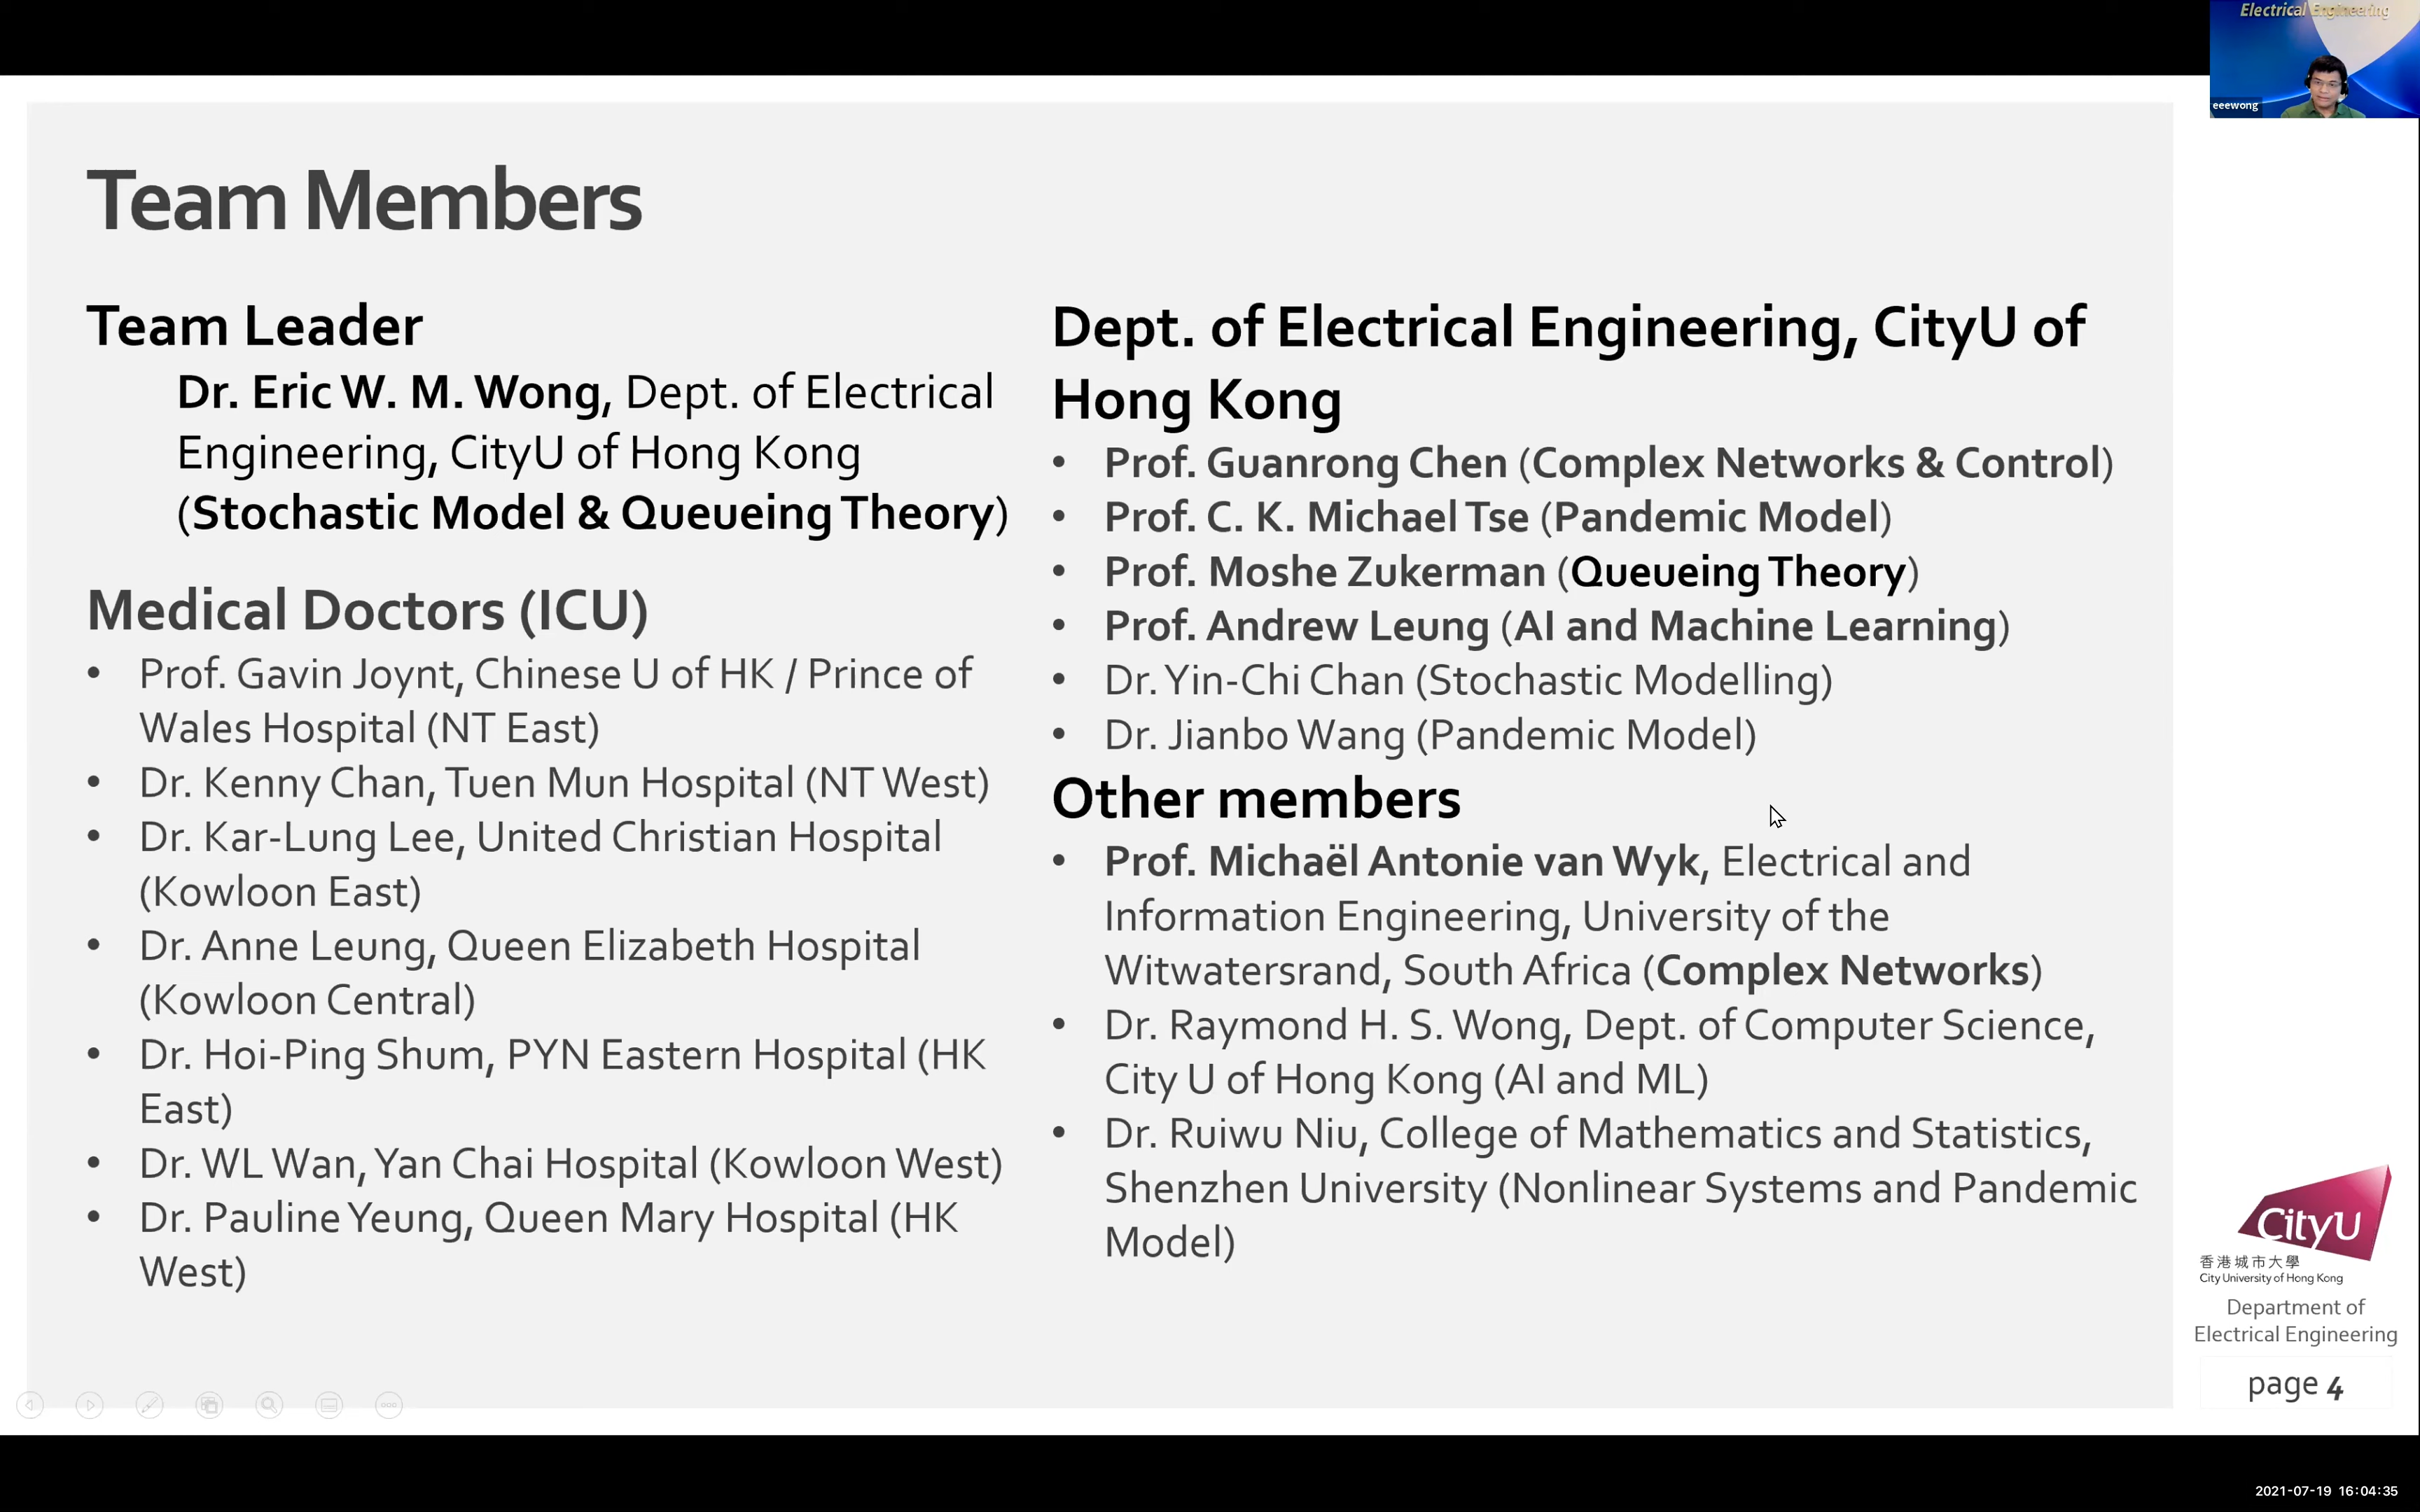 Electrical Engineering
eeewong
Team Members
Team Leader
Dr. Eric W. M. Wong, Dept. of Electrical
Engineering, CityU of Hong Kong
(Stochastic Model & Queueing Theory)
Medical Doctors (ICU)
• Prof. Gavin Joynt, Chinese U of HK / Prince of
Wales Hospital (NT East)
• Dr. Kenny Chan, Tuen Mun Hospital (NT West)
• Dr. Kar-Lung Lee, United Christian Hospital
(Kowloon East)
• Dr. Anne Leung, Queen Elizabeth Hospital
(Kowloon Central)
• Dr. Hoi-Ping Shum, PYN Eastern Hospital (HK
East)
• Dr. WL Wan, Yan Chai Hospital (Kowloon West)
• Dr. Pauline Yeung, Queen Mary Hospital (HK
West)
Dept. of Electrical Engineering, CityU of
Hong Kong
• Prof. Guanrong Chen (Complex Networks & Control)
• Prof. C. K. Michael Tse (Pandemic Model)
• Prof. Moshe Zukerman (Queueing Theory)
• Prof. Andrew Leung (AI and Machine Learning)
• Dr. Yin-Chi Chan (Stochastic Modelling)
• Dr. Jianbo Wang (Pandemic Model)
Other members
• Prof. Michaël Antonie van Wyk, Electrical and
Information Engineering, University of the
Witwatersrand, South Africa (Complex Networks)
• Dr. Raymond H. S. Wong, Dept. of Computer Science,
City U of Hong Kong (AI and ML)
• Dr. Ruiwu Niu, College of Mathematics and Statistics,
Shenzhen University (Nonlinear Systems and Pandemic
Model)
CityU
香港城市大學
City University of Hong Kong
Department of
Electrical Engineering
page 4
2021-07-19 16:04:35